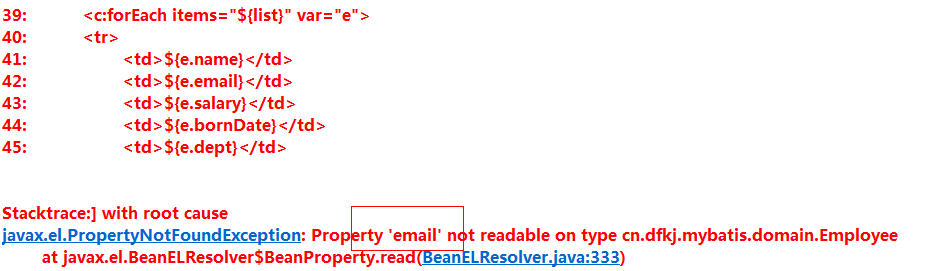 39: <c:forEach items="${list}" var="e">
40: <tr>
41: <td>${e.name}</td>
42: <td>${e.email}</td>
43: <td>${e.salary}</td>
44: <td>${e.bornDate}</td>
45: <td>${e.dept}</td>
Stacktrace:] with root cause
javax.el.PropertyNotFoundException: Property 'email' not readable on type cn.dfkj.mybatis.domain.Employee
at javax.el.BeanELResolver$BeanProperty.read(BeanELResolver.java:333)